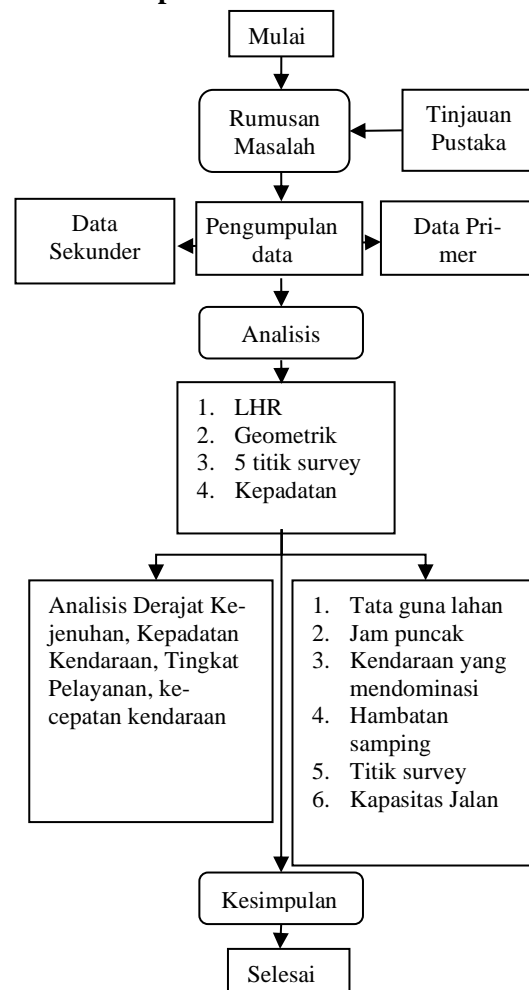 Mulai
Rumusan
Masalah
Tinjauan
Pustaka
Data
Sekunder
Pengumpulan
data
Data Pri-
mer
Analisis
1. LHR
2. Geometrik
3. 5 titik survey
4. Kepadatan
Analisis Derajat Ke-
jenuhan, Kepadatan
Kendaraan, Tingkat
Pelayanan, ke-
cepatan kendaraan
1. Tata guna lahan
2. Jam puncak
3. Kendaraan yang
mendominasi
4. Hambatan
samping
5. Titik survey
6. Kapasitas Jalan
Kesimpulan
Selesai